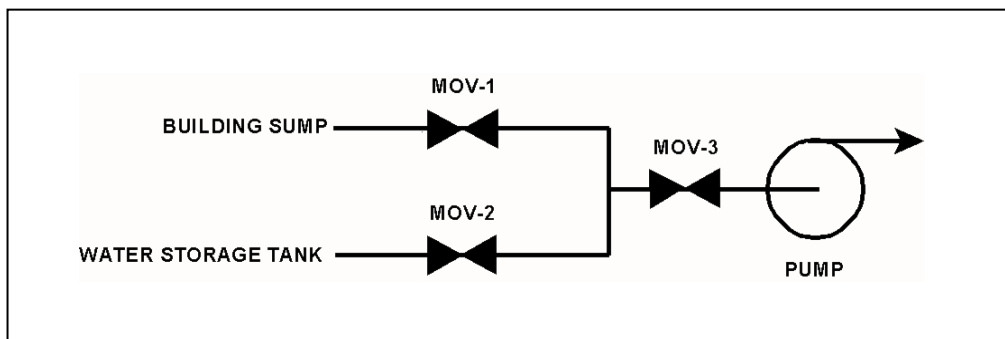 MOV-1
BUILDING SUMP
MOV-3
MOV-2
WATER STORAGE TANK
PUMP